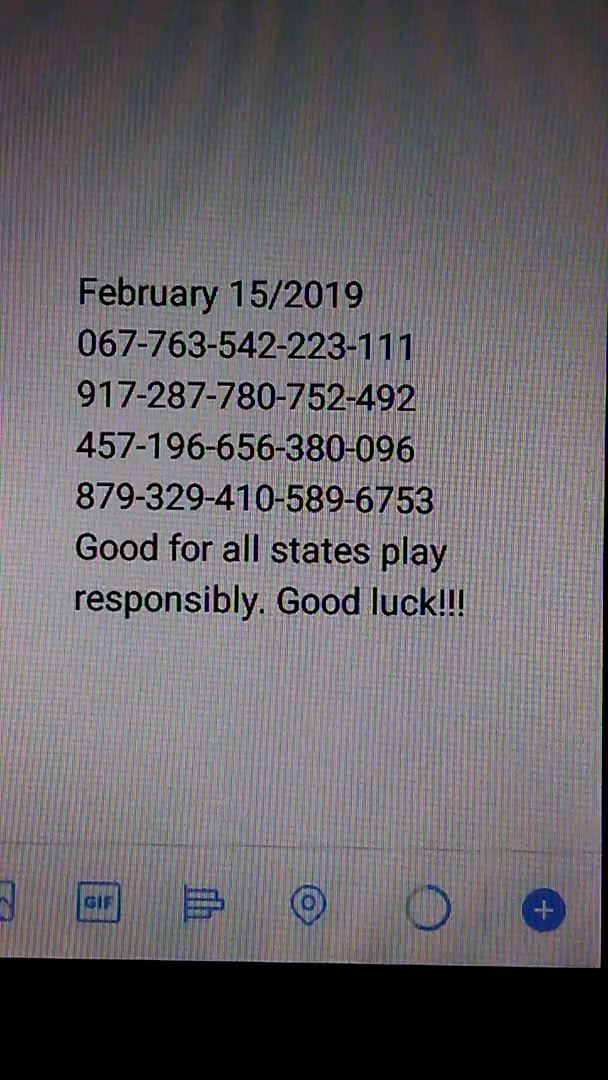 February 15/2019
067-763-542-223-111
917-287-780-752-492
457-196-656-380-096
879-329-410-589-6753
Good for all states play
responsibly. Good luck!!!
GIF